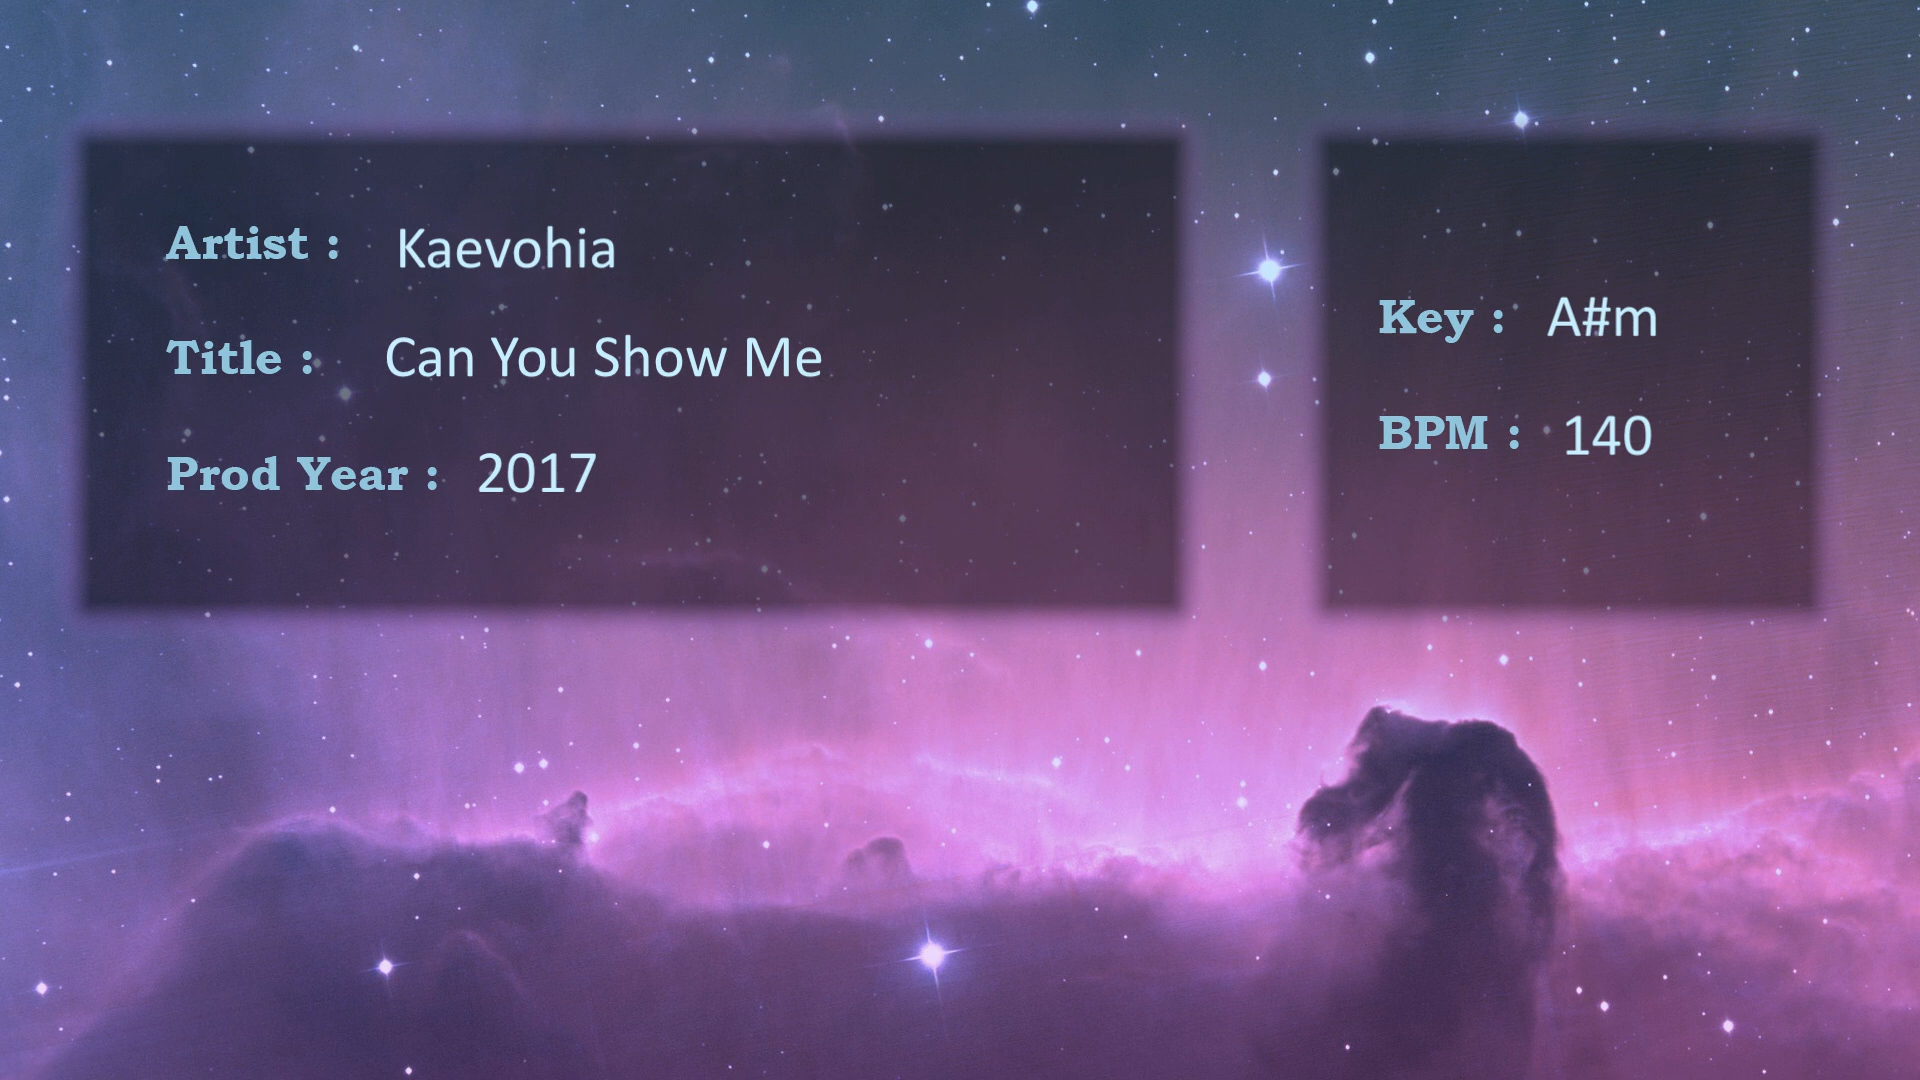 Artist : Kaevohia
Title : Can You Show Me
Prod Year : 2017
Key : A#m
BPM : 140